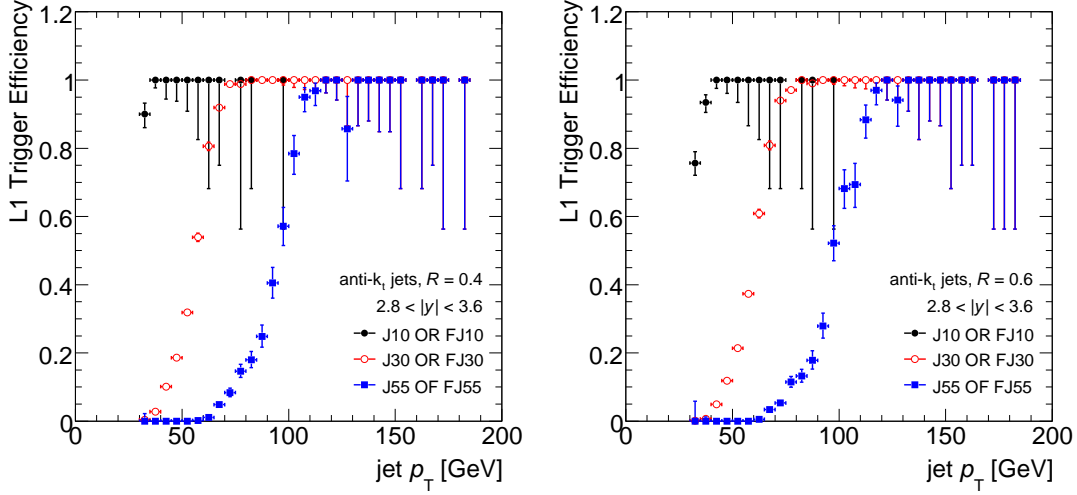 L1 Trigger Efficiency
1.2
1
0.8
0.6
0.4
0.2
0
anti-kt jets, R = 0.4
2.8 < |y| < 3.6
J10 OR FJ10
J30 OR FJ30
J55 OF FJ55
0 50 100 150 200
jet pT [GeV]
L1 Trigger Efficiency
1.2
1
0.8
0.6
0.4
0.2
0
anti-kt jets, R = 0.6
2.8 < |y| < 3.6
J10 OR FJ10
J30 OR FJ30
J55 OF FJ55
0 50 100 150 200
jet pT [GeV]